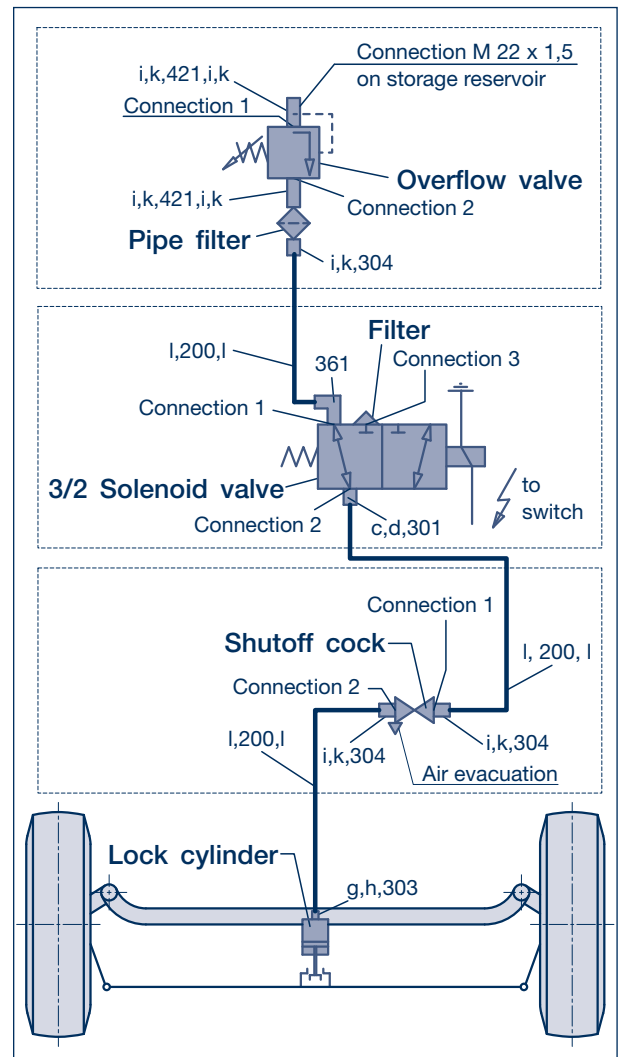 Connection M 22 x 1,5
on storage reservoir
i,k,421,i,k
Connection 1
Overflow valve
i,k,421,i,k
Connection 2
Pipe filter
i,k,304
l,200,l
Filter
361
Connection 3
Connection 1
3/2 Solenoid valve
to
switch
Connection 2
c,d,301
Connection 1
Shutoff cock
l, 200, l
Connection 2
l,200,l
i,k,304
i,k,304
Air evacuation
Lock cylinder
g,h,303